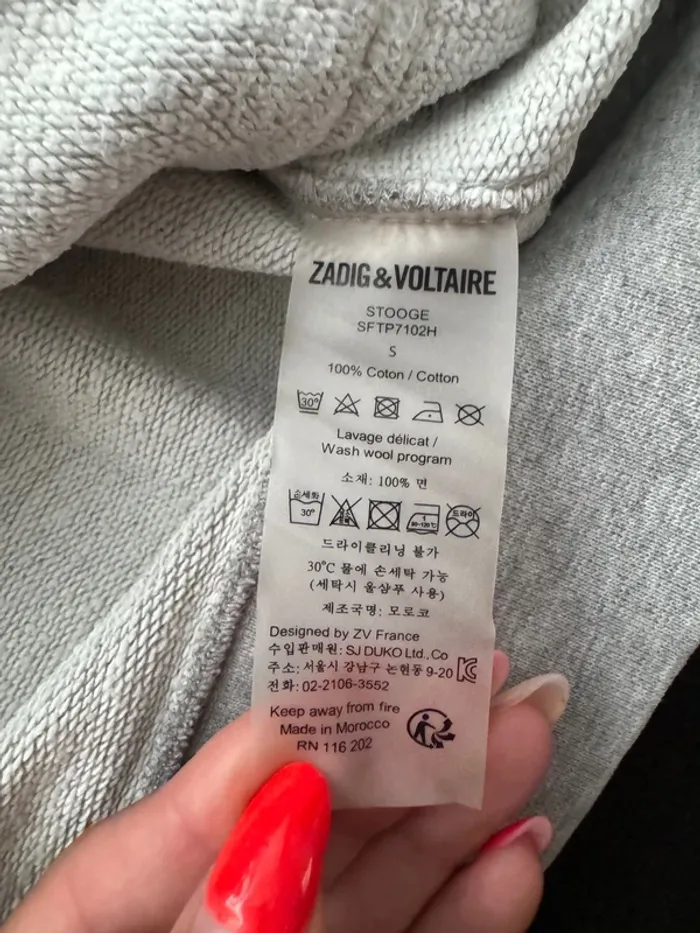 ZADIG & VOLTAIRE
STOOGE
SFTP7102H
S
100% Coton / Cotton
30°
Lavage délicat /
Wash wool program
소재: 100% 면
손세화
30°
1
80~120℃
드라이
드라이클리닝 불가
30℃ 물에 손세탁 가능
(세탁시 울샴푸 사용)
제조국명: 모로코
Designed by ZV France
수입판매원: SJ DUKO Ltd., Co
주소: 서울시 강남구 논현동 9-20
전화: 02-2106-3552
Keep away from fire
Made in Morocco
RN 116 202